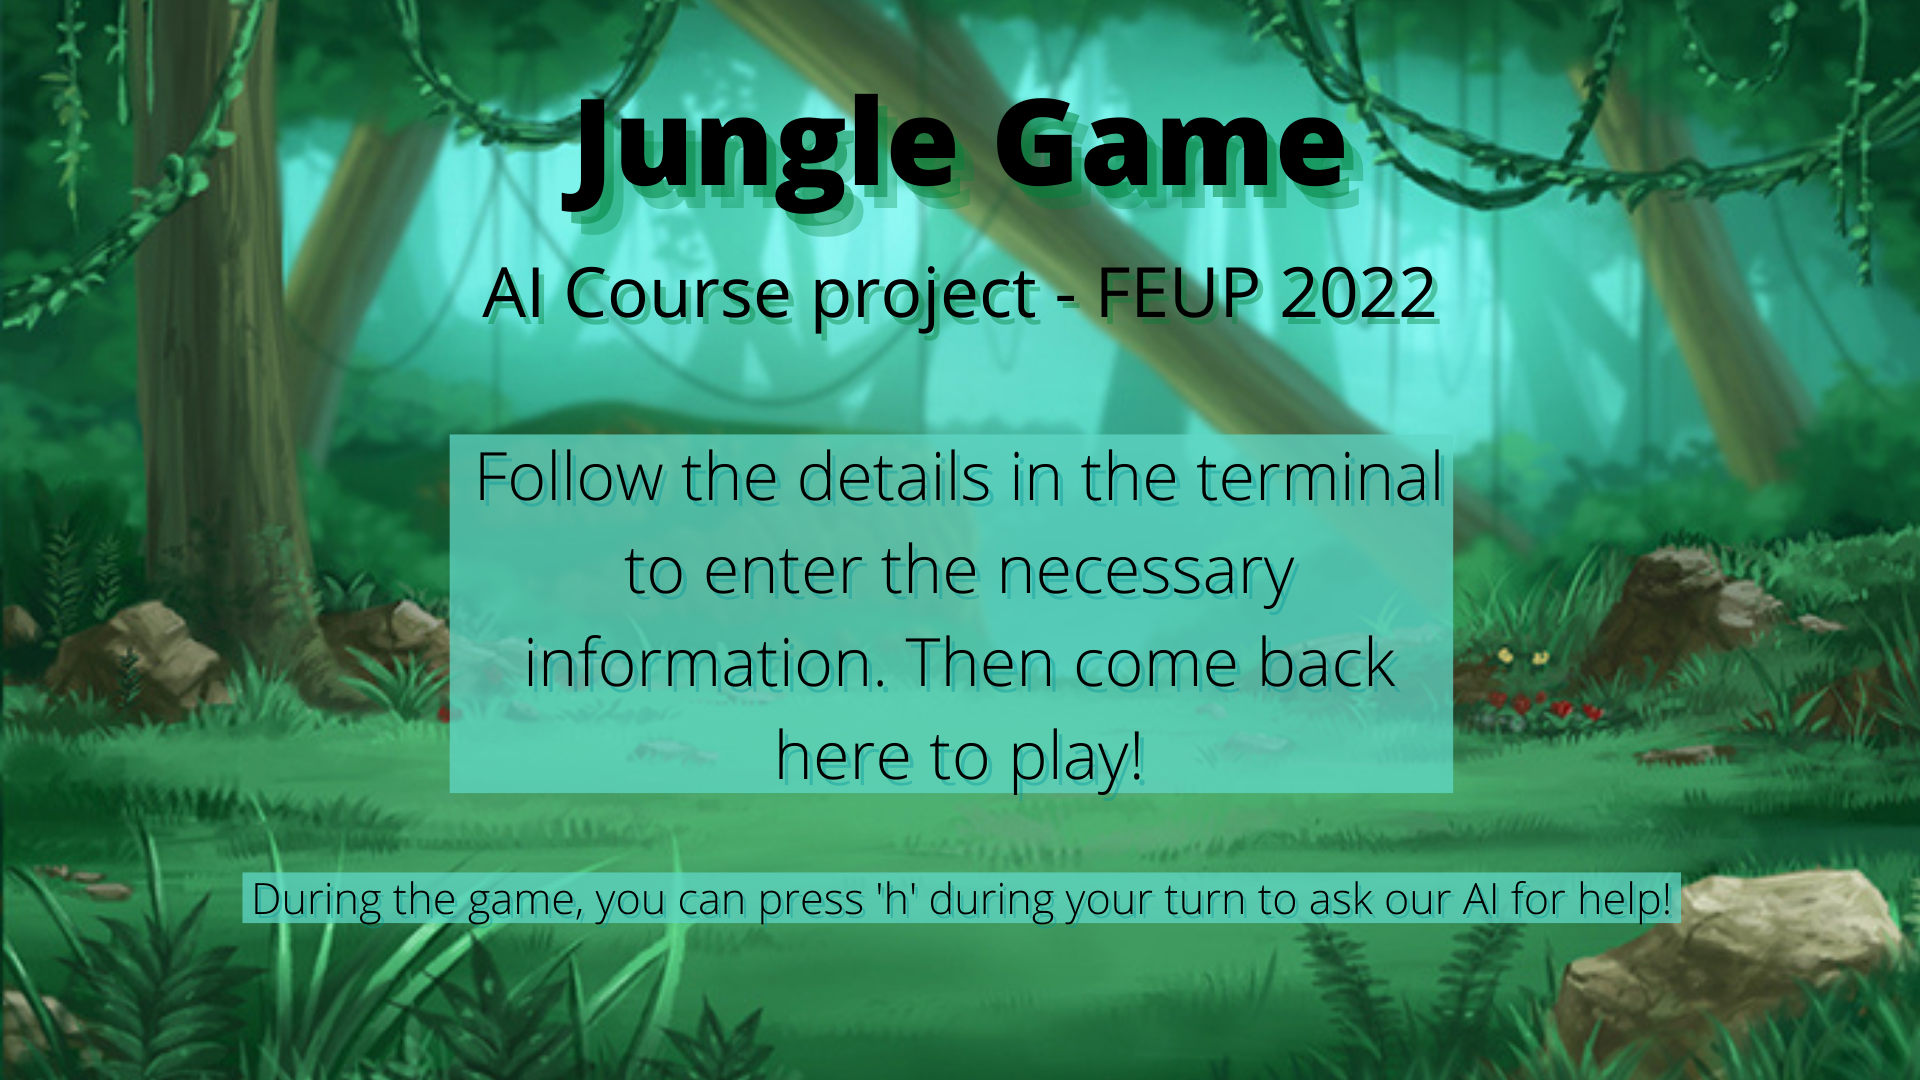 Jungle Game
AI Course project - FEUP 2022
Follow the details in the terminal
to enter the necessary
information. Then come back
here to play!
During the game, you can press 'h' during your turn to ask our AI for help!